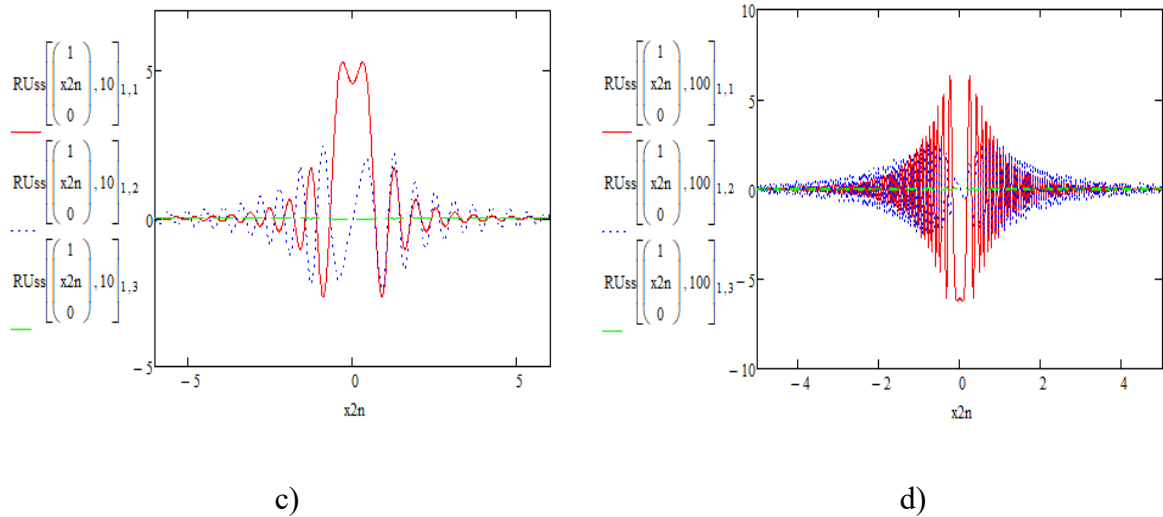 RUss[(1 x2n 0), 10]1,1
RUss[(1 x2n 0), 10]1,2
RUss[(1 x2n 0), 10]1,3
5
0
−5
−5
0
5
x2n
c)
RUss[(1 x2n 0), 100]1,1
RUss[(1 x2n 0), 100]1,2
RUss[(1 x2n 0), 100]1,3
10
5
0
−5
−10
−4
−2
0
2
4
x2n
d)